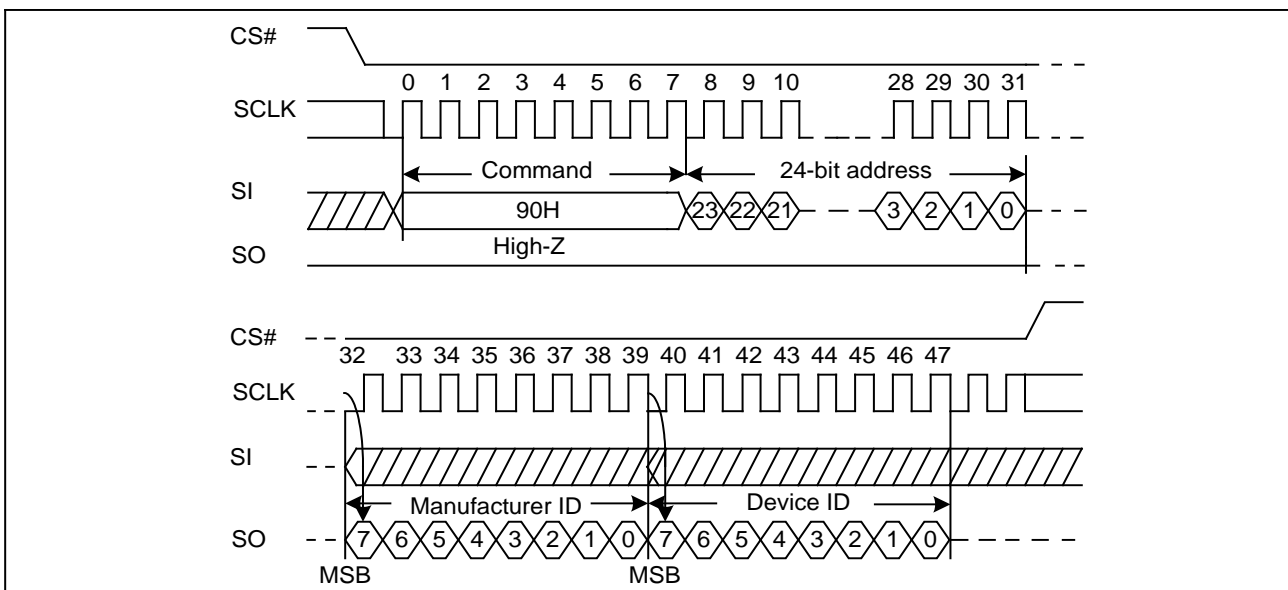 CS#
0 1 2 3 4 5 6 7 8 9 10 28 29 30 31
SCLK
Command 24-bit address
SI
90H 23 22 21 3 2 1 0
High-Z
SO
CS#
32 33 34 35 36 37 38 39 40 41 42 43 44 45 46 47
SCLK
SI
Manufacturer ID Device ID
SO 7 6 5 4 3 2 1 0 7 6 5 4 3 2 1 0
MSB MSB